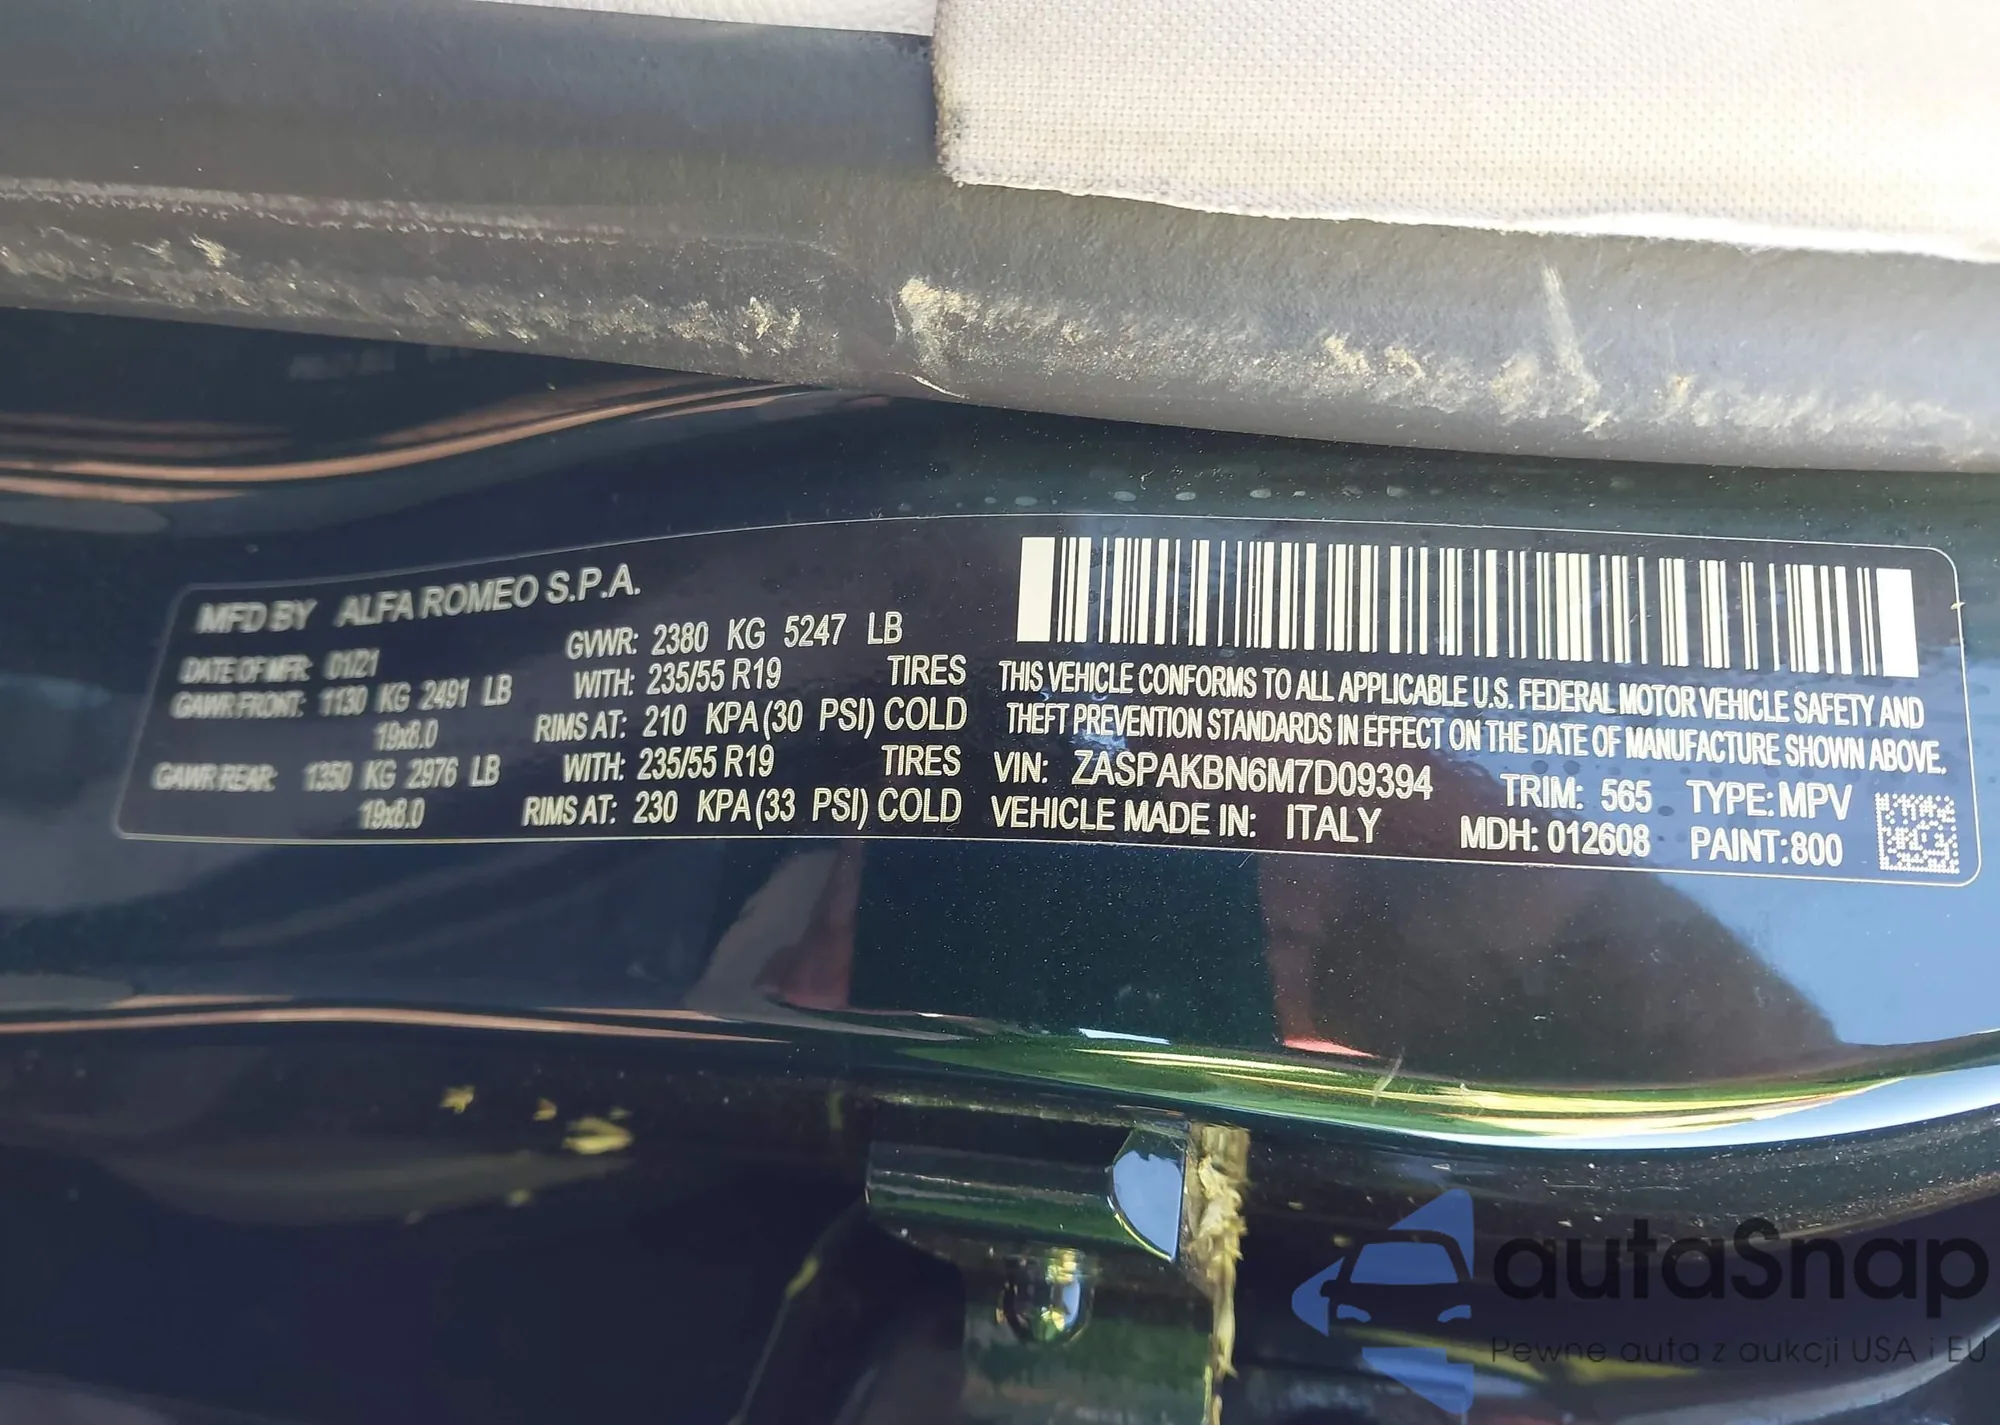 MFD BY ALFA ROMEO S.P.A.
DATE OF MFR: 01/21 GVWR: 2380 KG 5247 LB
GAWR FRONT: 1130 KG 2491 LB WITH: 235/55 R19 TIRES
19x8.0 RIMS AT: 210 KPA (30 PSI) COLD
GAWR REAR: 1350 KG 2976 LB WITH: 235/55 R19 TIRES
19x8.0 RIMS AT: 230 KPA (33 PSI) COLD
THIS VEHICLE CONFORMS TO ALL APPLICABLE U.S. FEDERAL MOTOR VEHICLE SAFETY AND
THEFT PREVENTION STANDARDS IN EFFECT ON THE DATE OF MANUFACTURE SHOWN ABOVE.
VIN: ZASPAKBN6M7D09394 TRIM: 565 TYPE: MPV
VEHICLE MADE IN: ITALY MDH: 012608 PAINT: 800
autaSnap
Pewne auta z aukcji USA i EU